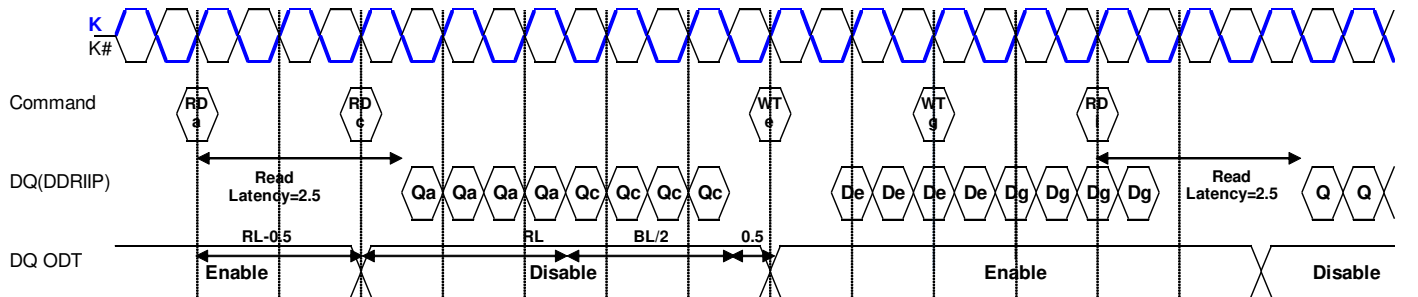 K
K#
Command
RD a
RD c
WT e
WT g
RD
DQ(DDRIIP)
Read
Latency=2.5
Qa Qa Qa Qa Qc Qc Qc Qc
De De De De Dg Dg Dg Dg
Read
Latency=2.5
Q Q
DQ ODT
RL-0.5
RL
BL/2
0.5
Enable
Disable
Enable
Disable